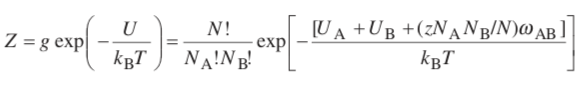 Z = g exp(−U/k_BT) = N!/(N_A!N_B!) exp[−[U_A + U_B + (zN_AN_B/N)ω_AB]/k_BT]